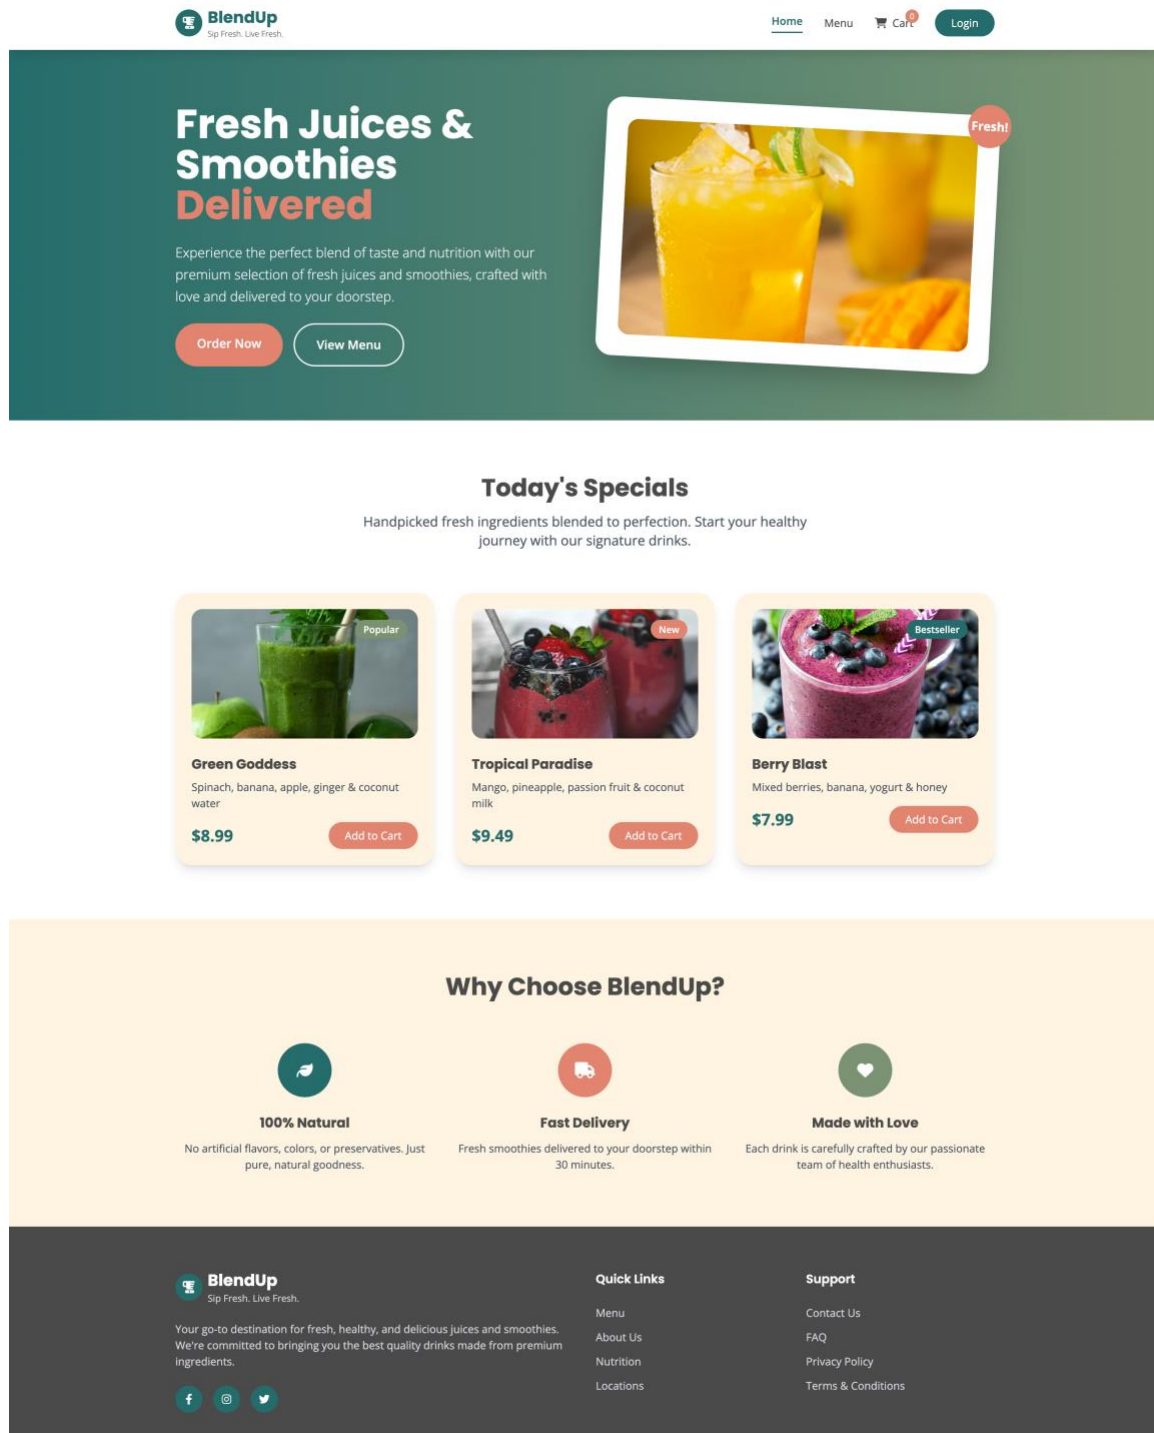 BlendUp
Sip Fresh. Live Fresh.
Home
Menu
Cart
0
Login
Fresh Juices &
Smoothies
Delivered
Experience the perfect blend of taste and nutrition with our
premium selection of fresh juices and smoothies, crafted with
love and delivered to your doorstep.
Order Now
View Menu
Fresh!
Today's Specials
Handpicked fresh ingredients blended to perfection. Start your healthy
journey with our signature drinks.
Popular
Green Goddess
Spinach, banana, apple, ginger & coconut
water
$8.99
Add to Cart
New
Tropical Paradise
Mango, pineapple, passion fruit & coconut
milk
$9.49
Add to Cart
Bestseller
Berry Blast
Mixed berries, banana, yogurt & honey
$7.99
Add to Cart
Why Choose BlendUp?
100% Natural
No artificial flavors, colors, or preservatives. Just
pure, natural goodness.
Fast Delivery
Fresh smoothies delivered to your doorstep within
30 minutes.
Made with Love
Each drink is carefully crafted by our passionate
team of health enthusiasts.
BlendUp
Sip Fresh. Live Fresh.
Your go-to destination for fresh, healthy, and delicious juices and smoothies.
We're committed to bringing you the best quality drinks made from premium
ingredients.
Quick Links
Menu
About Us
Nutrition
Locations
Support
Contact Us
FAQ
Privacy Policy
Terms & Conditions